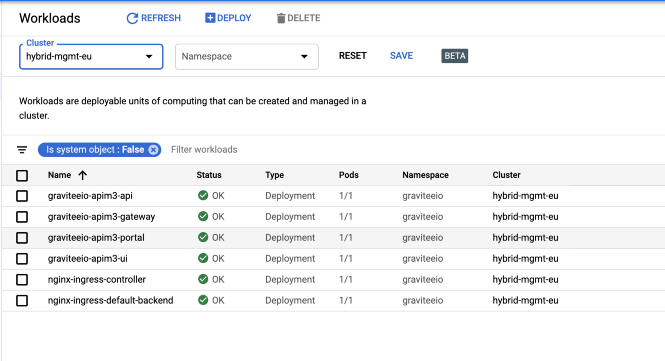 Workloads REFRESH DEPLOY DELETE
Cluster
hybrid-mgmt-eu Namespace RESET SAVE BETA
Workloads are deployable units of computing that can be created and managed in a
cluster.
Is system object : False Filter workloads
Name Status Type Pods Namespace Cluster
graviteeio-apim3-api OK Deployment 1/1 graviteeio hybrid-mgmt-eu
graviteeio-apim3-gateway OK Deployment 1/1 graviteeio hybrid-mgmt-eu
graviteeio-apim3-portal OK Deployment 1/1 graviteeio hybrid-mgmt-eu
graviteeio-apim3-ui OK Deployment 1/1 graviteeio hybrid-mgmt-eu
nginx-ingress-controller OK Deployment 1/1 graviteeio hybrid-mgmt-eu
nginx-ingress-default-backend OK Deployment 1/1 graviteeio hybrid-mgmt-eu